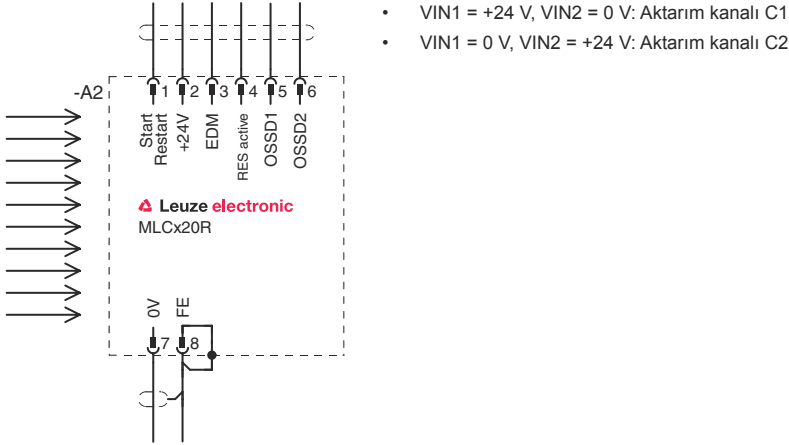 • VIN1 = +24 V, VIN2 = 0 V: Aktarım kanalı C1
• VIN1 = 0 V, VIN2 = +24 V: Aktarım kanalı C2
-A2
1 2 3 4 5 6
Start
Restart
+24V
EDM
RES active
OSSD1
OSSD2
Leuze electronic
MLCx20R
0V
FE
7 8